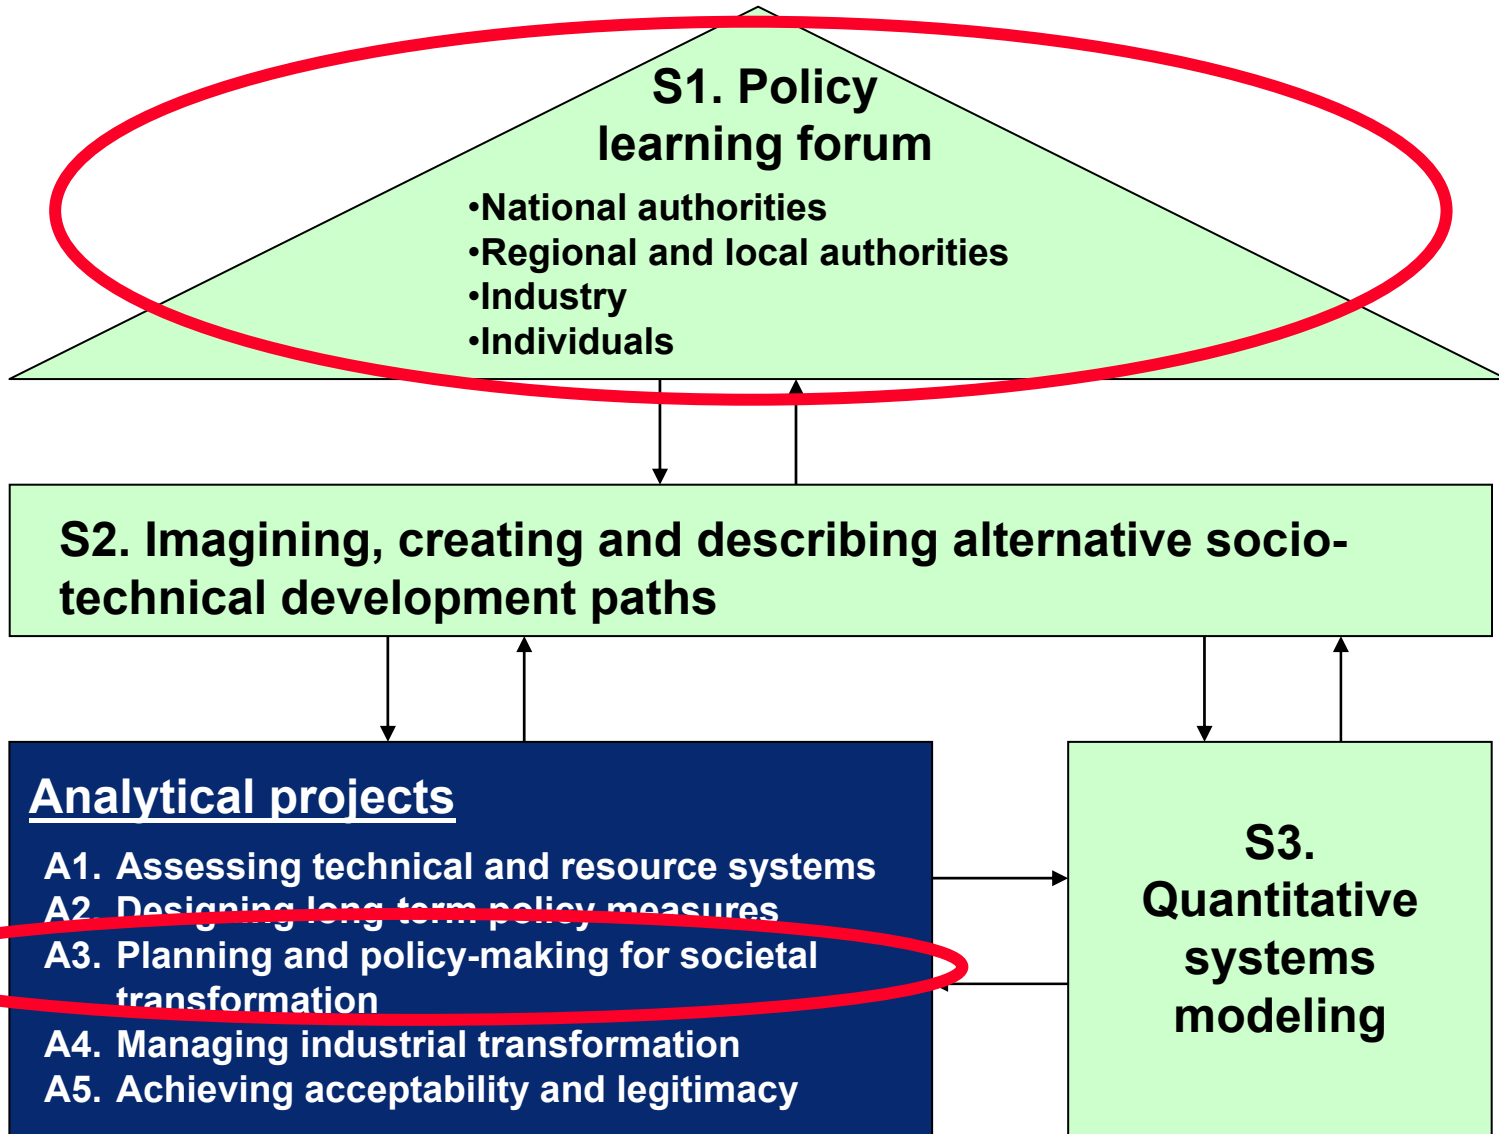 S1. Policy
learning forum
•National authorities
•Regional and local authorities
•Industry
•Individuals
S2. Imagining, creating and describing alternative socio-
technical development paths
Analytical projects
A1. Assessing technical and resource systems
A2. Designing long-term policy measures
A3. Planning and policy-making for societal
transformation
A4. Managing industrial transformation
A5. Achieving acceptability and legitimacy
S3.
Quantitative
systems
modeling